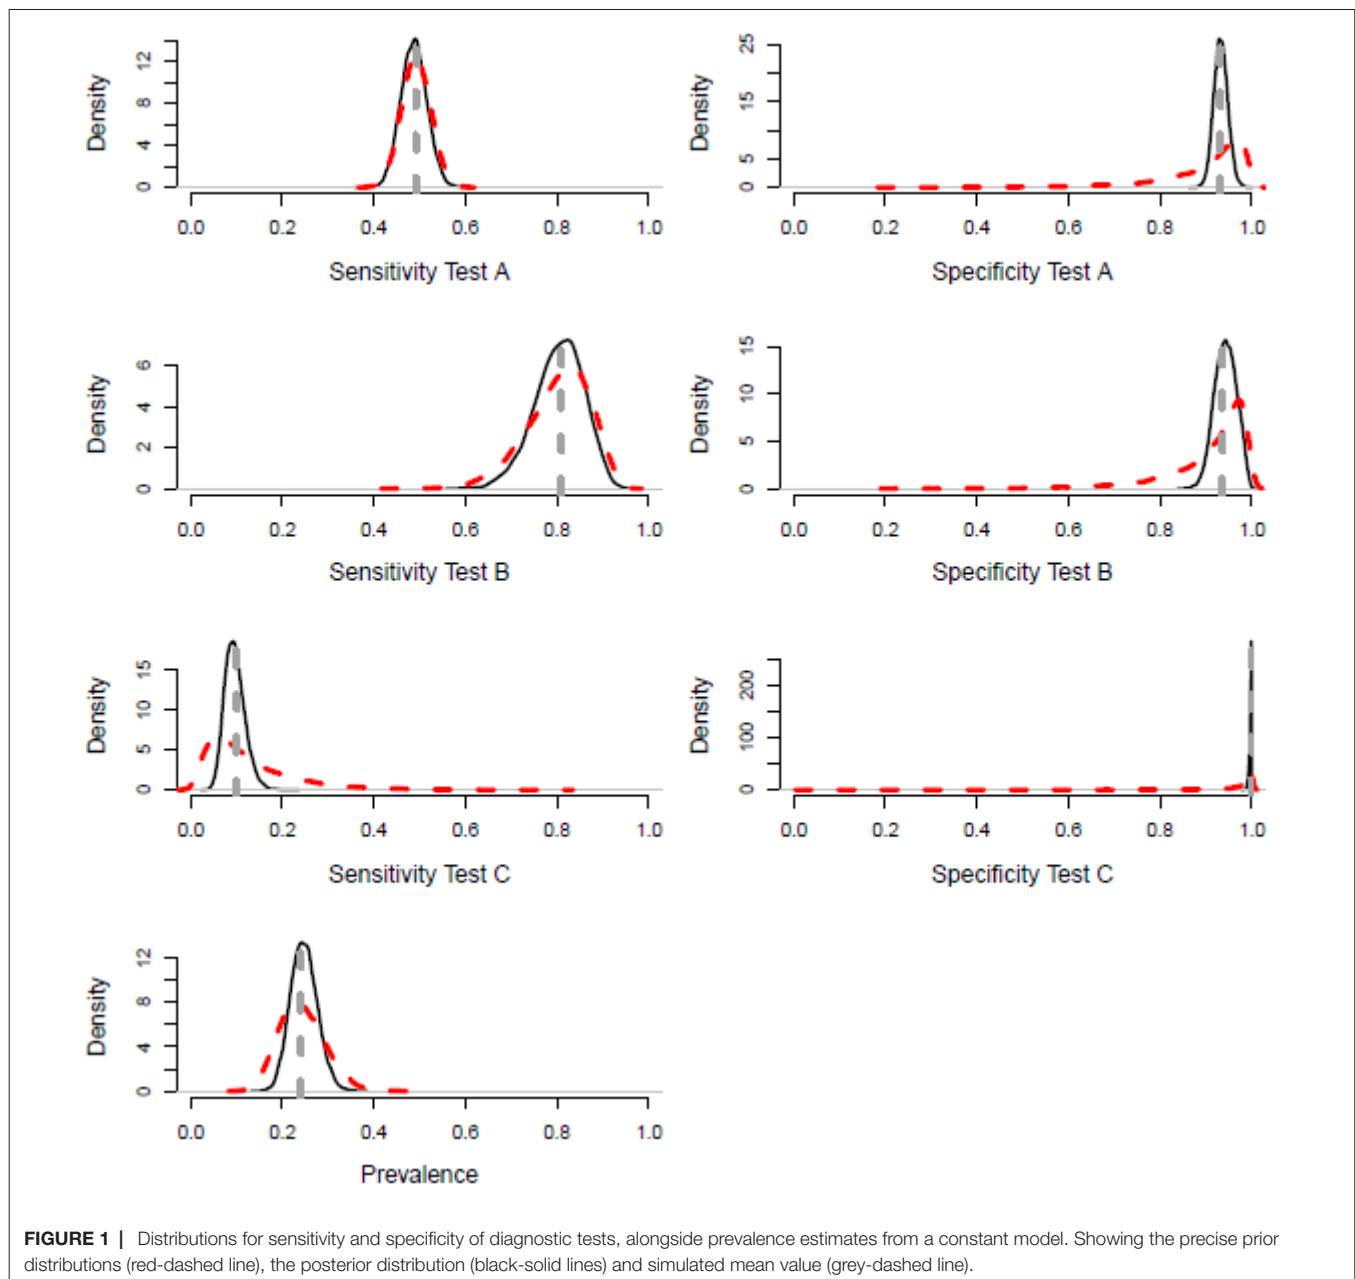 Density
12
8
4
0
0.0 0.2 0.4 0.6 0.8 1.0
Sensitivity Test A
Density
25
15
5
0
0.0 0.2 0.4 0.6 0.8 1.0
Specificity Test A
Density
6
4
2
0
0.0 0.2 0.4 0.6 0.8 1.0
Sensitivity Test B
Density
15
10
5
0
0.0 0.2 0.4 0.6 0.8 1.0
Specificity Test B
Density
15
10
5
0
0.0 0.2 0.4 0.6 0.8 1.0
Sensitivity Test C
Density
200
100
0
0.0 0.2 0.4 0.6 0.8 1.0
Specificity Test C
Density
12
8
4
0
0.0 0.2 0.4 0.6 0.8 1.0
Prevalence
FIGURE 1 | Distributions for sensitivity and specificity of diagnostic tests, alongside prevalence estimates from a constant model. Showing the precise prior
distributions (red-dashed line), the posterior distribution (black-solid lines) and simulated mean value (grey-dashed line).